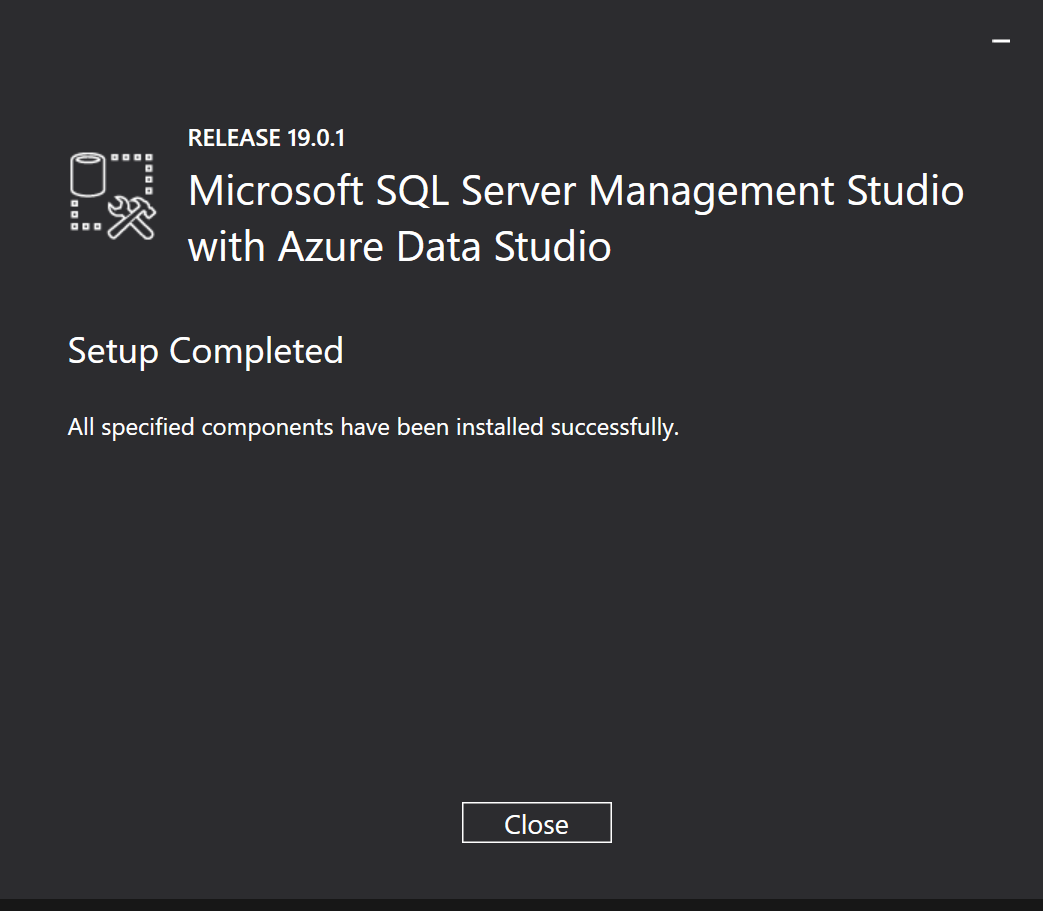 RELEASE 19.0.1
Microsoft SQL Server Management Studio
with Azure Data Studio
Setup Completed
All specified components have been installed successfully.
Close